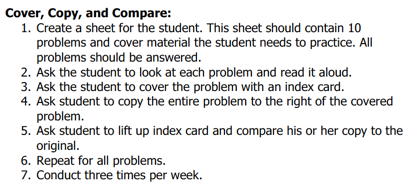 Cover, Copy, and Compare:
1. Create a sheet for the student. This sheet should contain 10
problems and cover material the student needs to practice. All
problems should be answered.
2. Ask the student to look at each problem and read it aloud.
3. Ask the student to cover the problem with an index card.
4. Ask student to copy the entire problem to the right of the covered
problem.
5. Ask student to lift up index card and compare his or her copy to the
original.
6. Repeat for all problems.
7. Conduct three times per week.